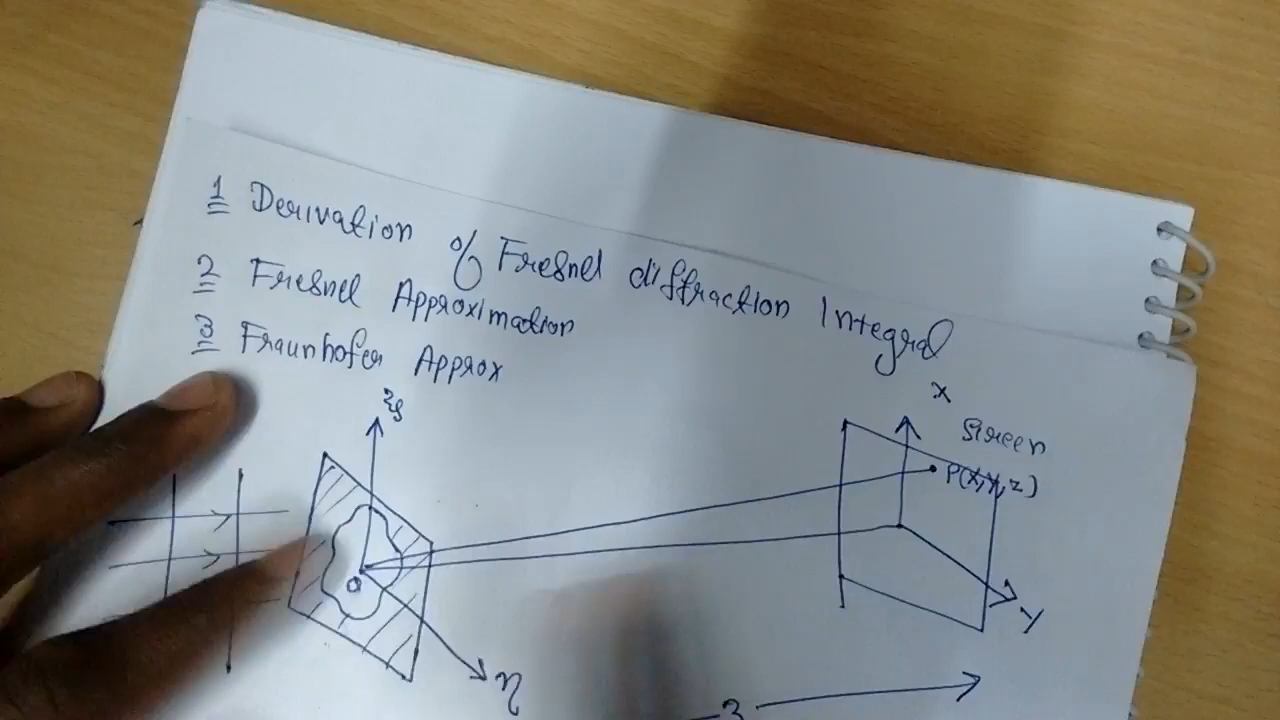 1 Derivation of Fresnel diffraction Integral
2 Fresnel Approximation
3 Fraunhofer Approx
x
Screen
P(x,y,z)
O
y
η
z